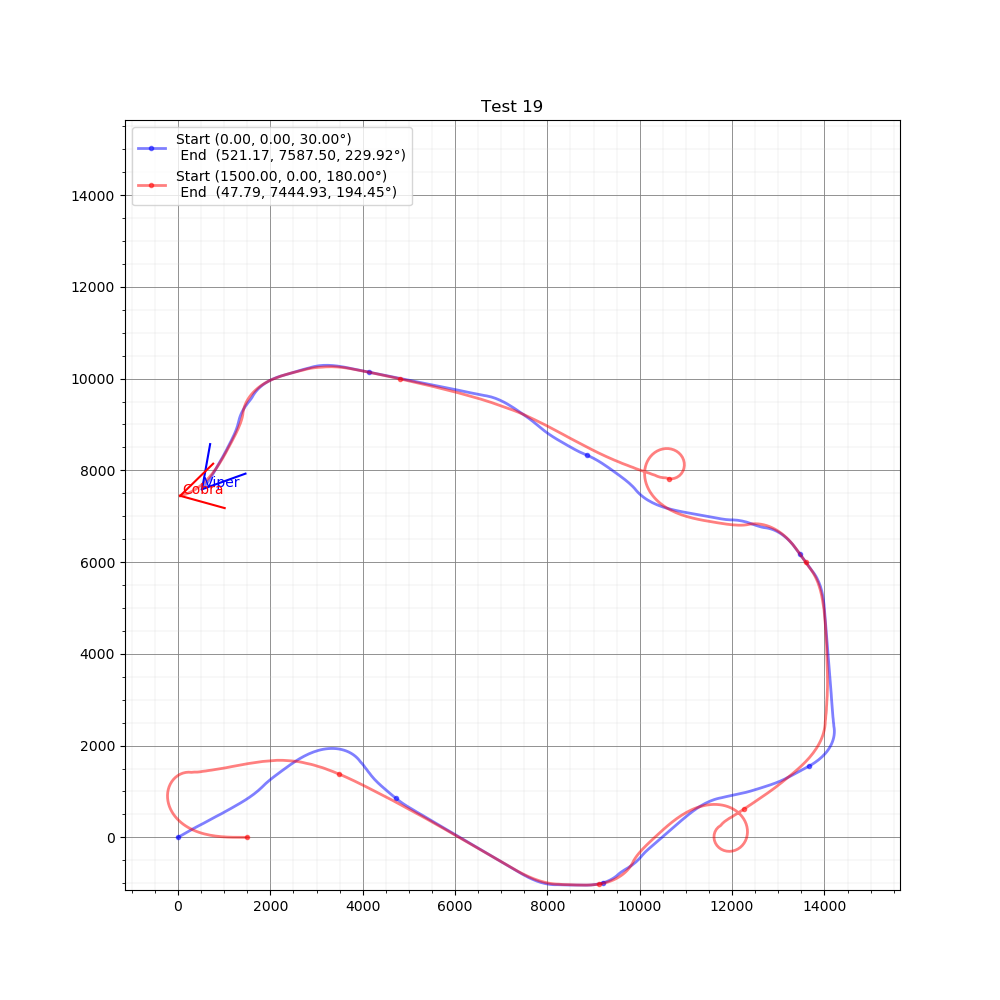 Test 19
Start (0.00, 0.00, 30.00°)
End (521.17, 7587.50, 229.92°)
Start (1500.00, 0.00, 180.00°)
End (47.79, 7444.93, 194.45°)
14000
12000
10000
8000
6000
4000
2000
0
Viper
Cobra
0 2000 4000 6000 8000 10000 12000 14000